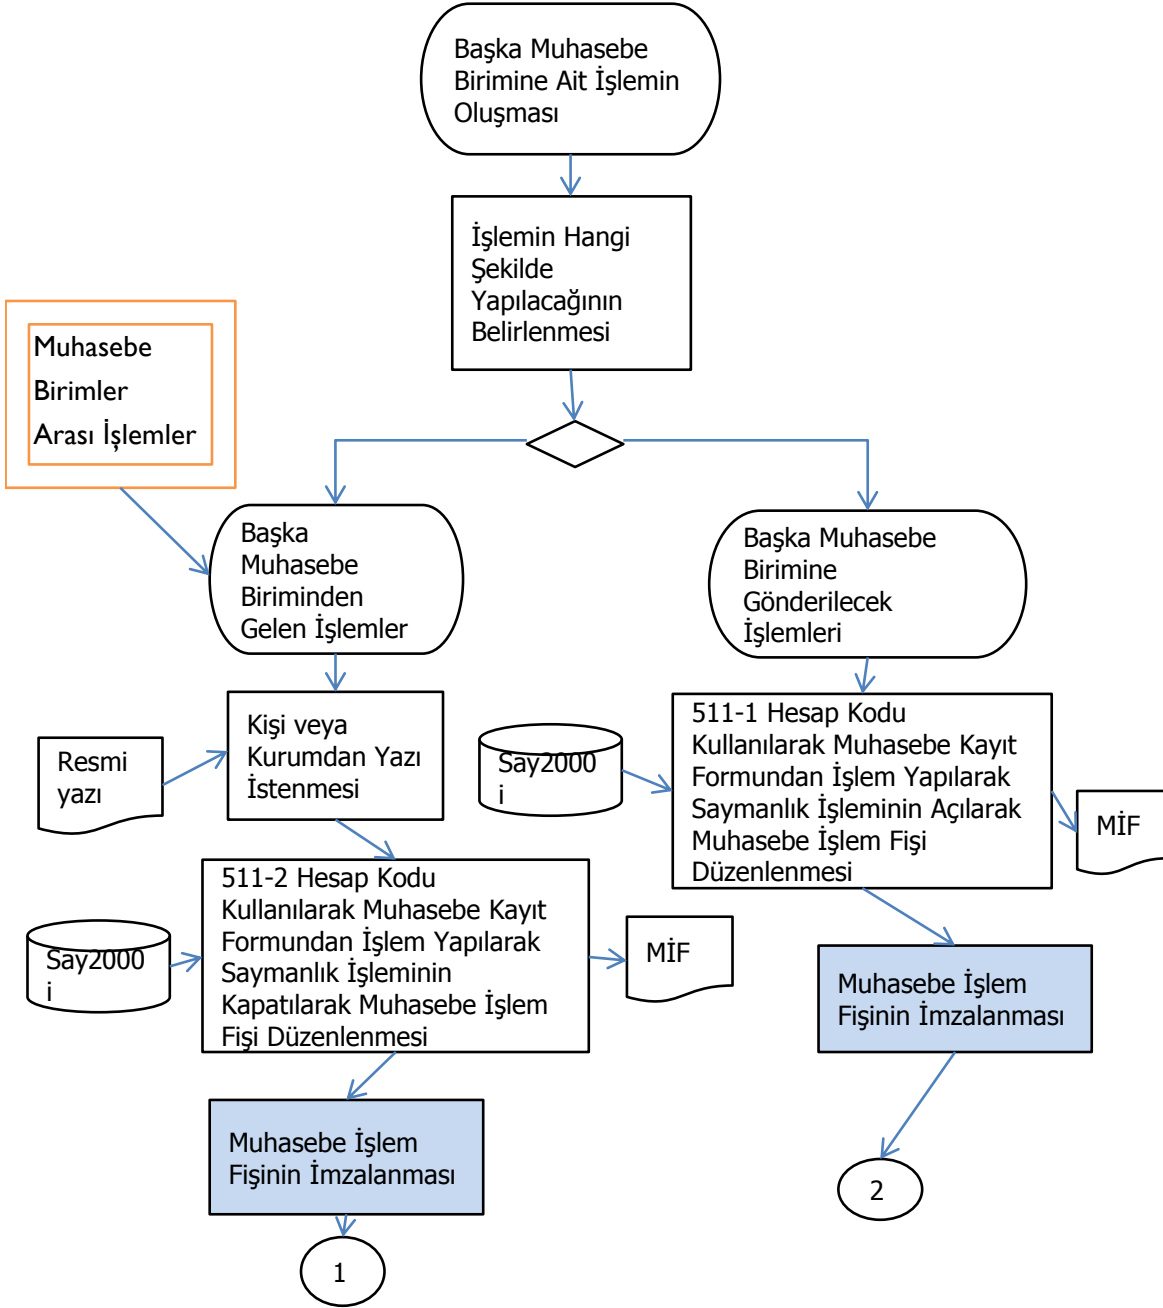 Başka Muhasebe
Birimine Ait İşlemin
Oluşması
İşlemin Hangi
Şekilde
Yapılacağının
Belirlenmesi
Muhasebe
Birimler
Arası İşlemler
Başka
Muhasebe
Biriminden
Gelen İşlemler
Başka Muhasebe
Birimine
Gönderilecek
İşlemleri
Resmi
yazı
Kişi veya
Kurumdan Yazı
İstenmesi
Say2000
i
511-1 Hesap Kodu
Kullanılarak Muhasebe Kayıt
Formundan İşlem Yapılarak
Saymanlık İşleminin Açılarak
Muhasebe İşlem Fişi
Düzenlenmesi
MİF
Say2000
i
511-2 Hesap Kodu
Kullanılarak Muhasebe Kayıt
Formundan İşlem Yapılarak
Saymanlık İşleminin
Kapatılarak Muhasebe İşlem
Fişi Düzenlenmesi
MİF
Muhasebe İşlem
Fişinin İmzalanması
Muhasebe İşlem
Fişinin İmzalanması
2
1